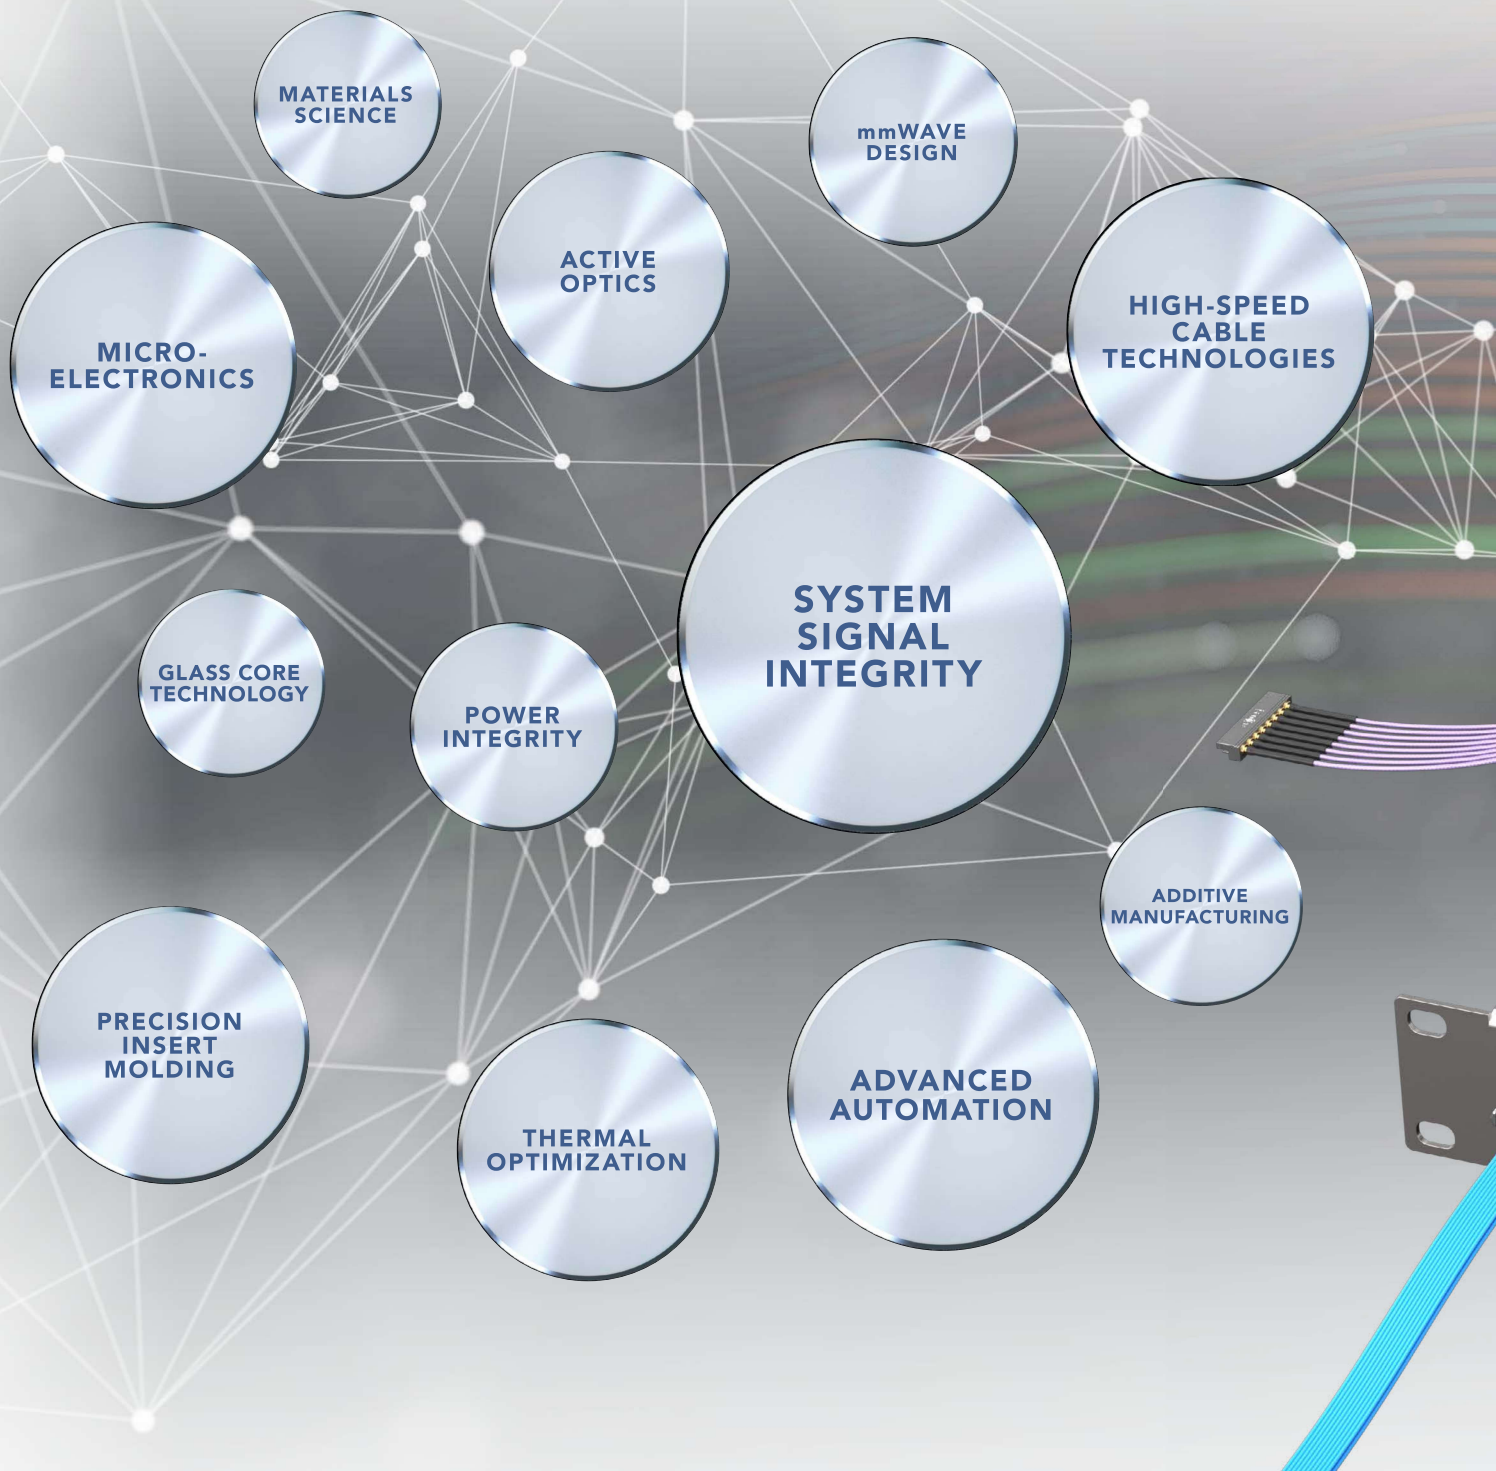 MATERIALS
SCIENCE
mmWAVE
DESIGN
ACTIVE
OPTICS
HIGH-SPEED
CABLE
TECHNOLOGIES
MICRO-
ELECTRONICS
SYSTEM
SIGNAL
INTEGRITY
GLASS CORE
TECHNOLOGY
POWER
INTEGRITY
ADDITIVE
MANUFACTURING
PRECISION
INSERT
MOLDING
THERMAL
OPTIMIZATION
ADVANCED
AUTOMATION